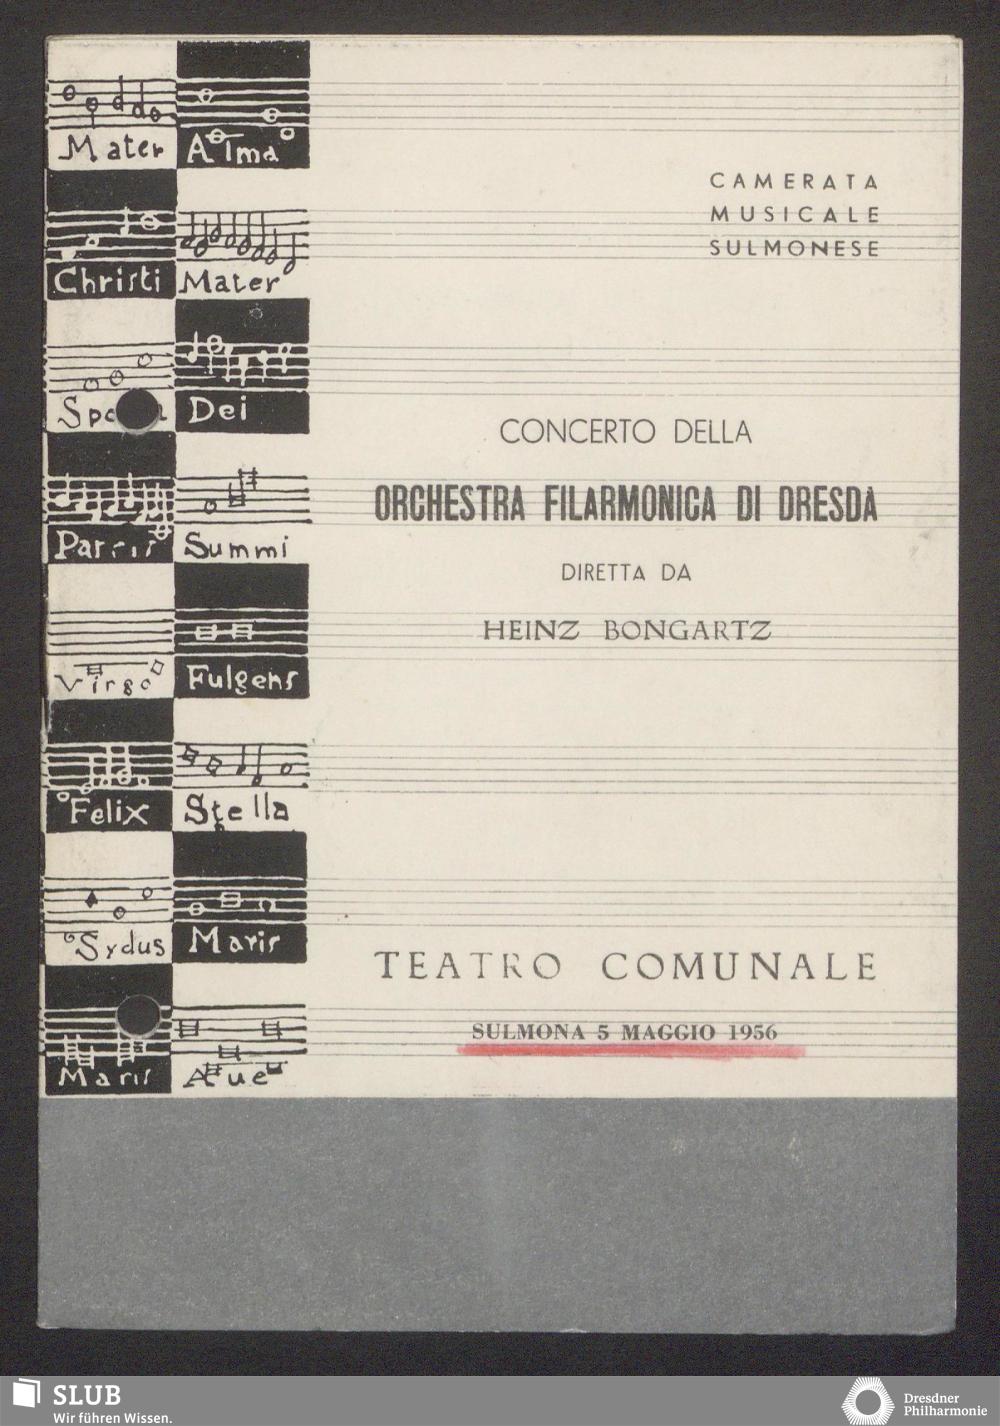 Mater Alma
Christi Mater
Dei
Summi
Virgo Fulgens
Felix Stella
Sydus Maris
Maris Aue
CAMERATA
MUSICALE
SULMONESE
CONCERTO DELLA
ORCHESTRA FILARMONICA DI DRESDA
DIRETTA DA
HEINZ BONGARTZ
TEATRO COMUNALE
SULMONA 5 MAGGIO 1956
SLUB
Wir führen Wissen.
Dresdner
Philharmonie